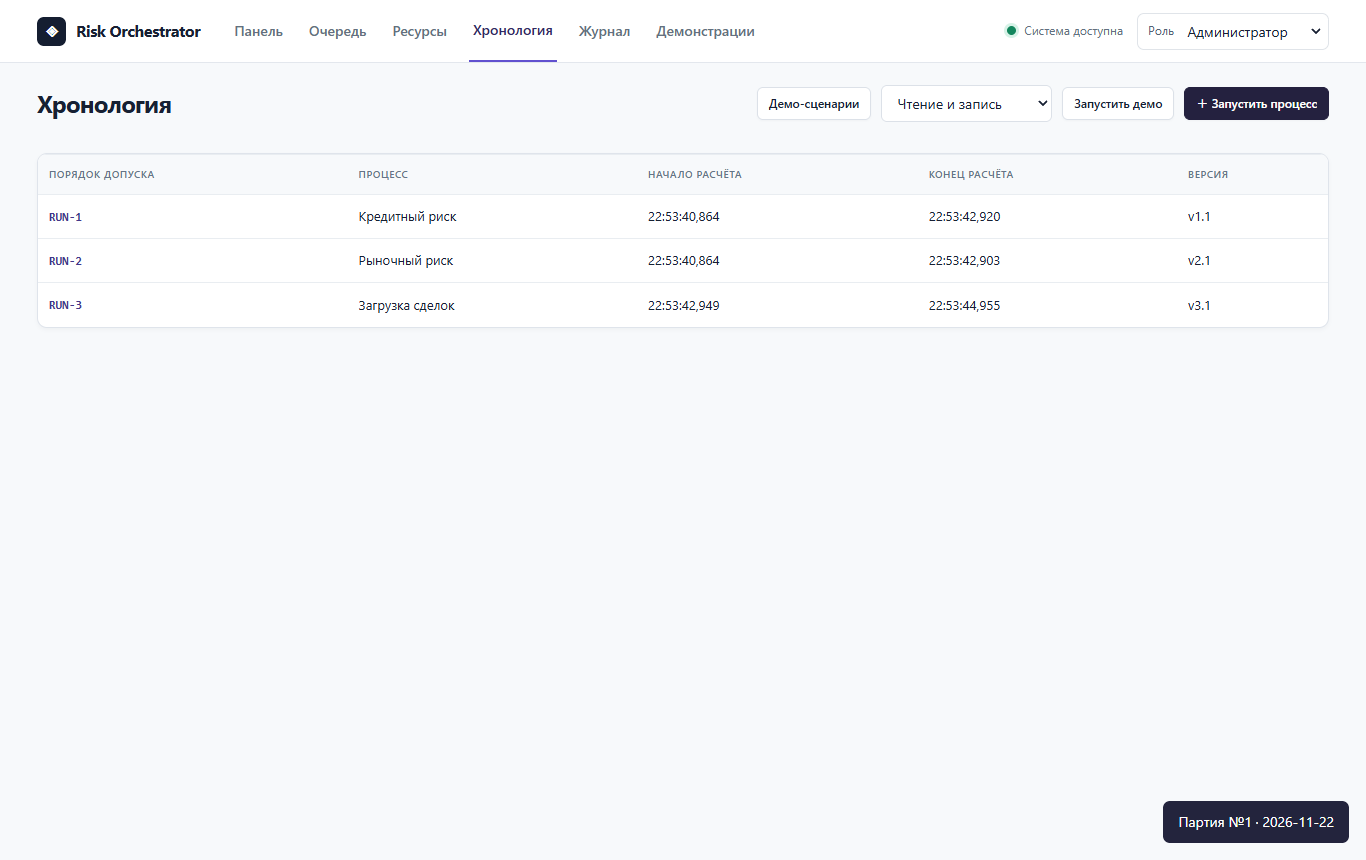 Risk Orchestrator Панель Очередь Ресурсы Хронология Журнал Демонстрации Система доступна Роль Администратор
Хронология Демо-сценарии Чтение и запись Запустить демо + Запустить процесс
ПОРЯДОК ДОПУСКА ПРОЦЕСС НАЧАЛО РАСЧЁТА КОНЕЦ РАСЧЁТА ВЕРСИЯ
RUN-1 Кредитный риск 22:53:40,864 22:53:42,920 v1.1
RUN-2 Рыночный риск 22:53:40,864 22:53:42,903 v2.1
RUN-3 Загрузка сделок 22:53:42,949 22:53:44,955 v3.1
Партия №1 · 2026-11-22